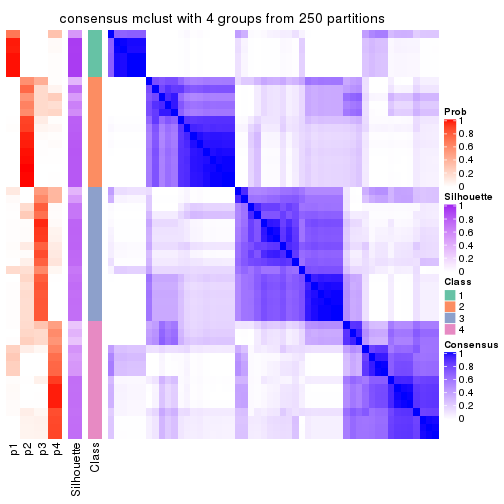 consensus mclust with 4 groups from 250 partitions
Prob
1
0.8
0.6
0.4
0.2
0
Silhouette
1
0.8
0.6
0.4
0.2
0
Class
1
2
3
4
Consensus
1
0.8
0.6
0.4
0.2
0
p1
p2
p3
p4
Silhouette
Class